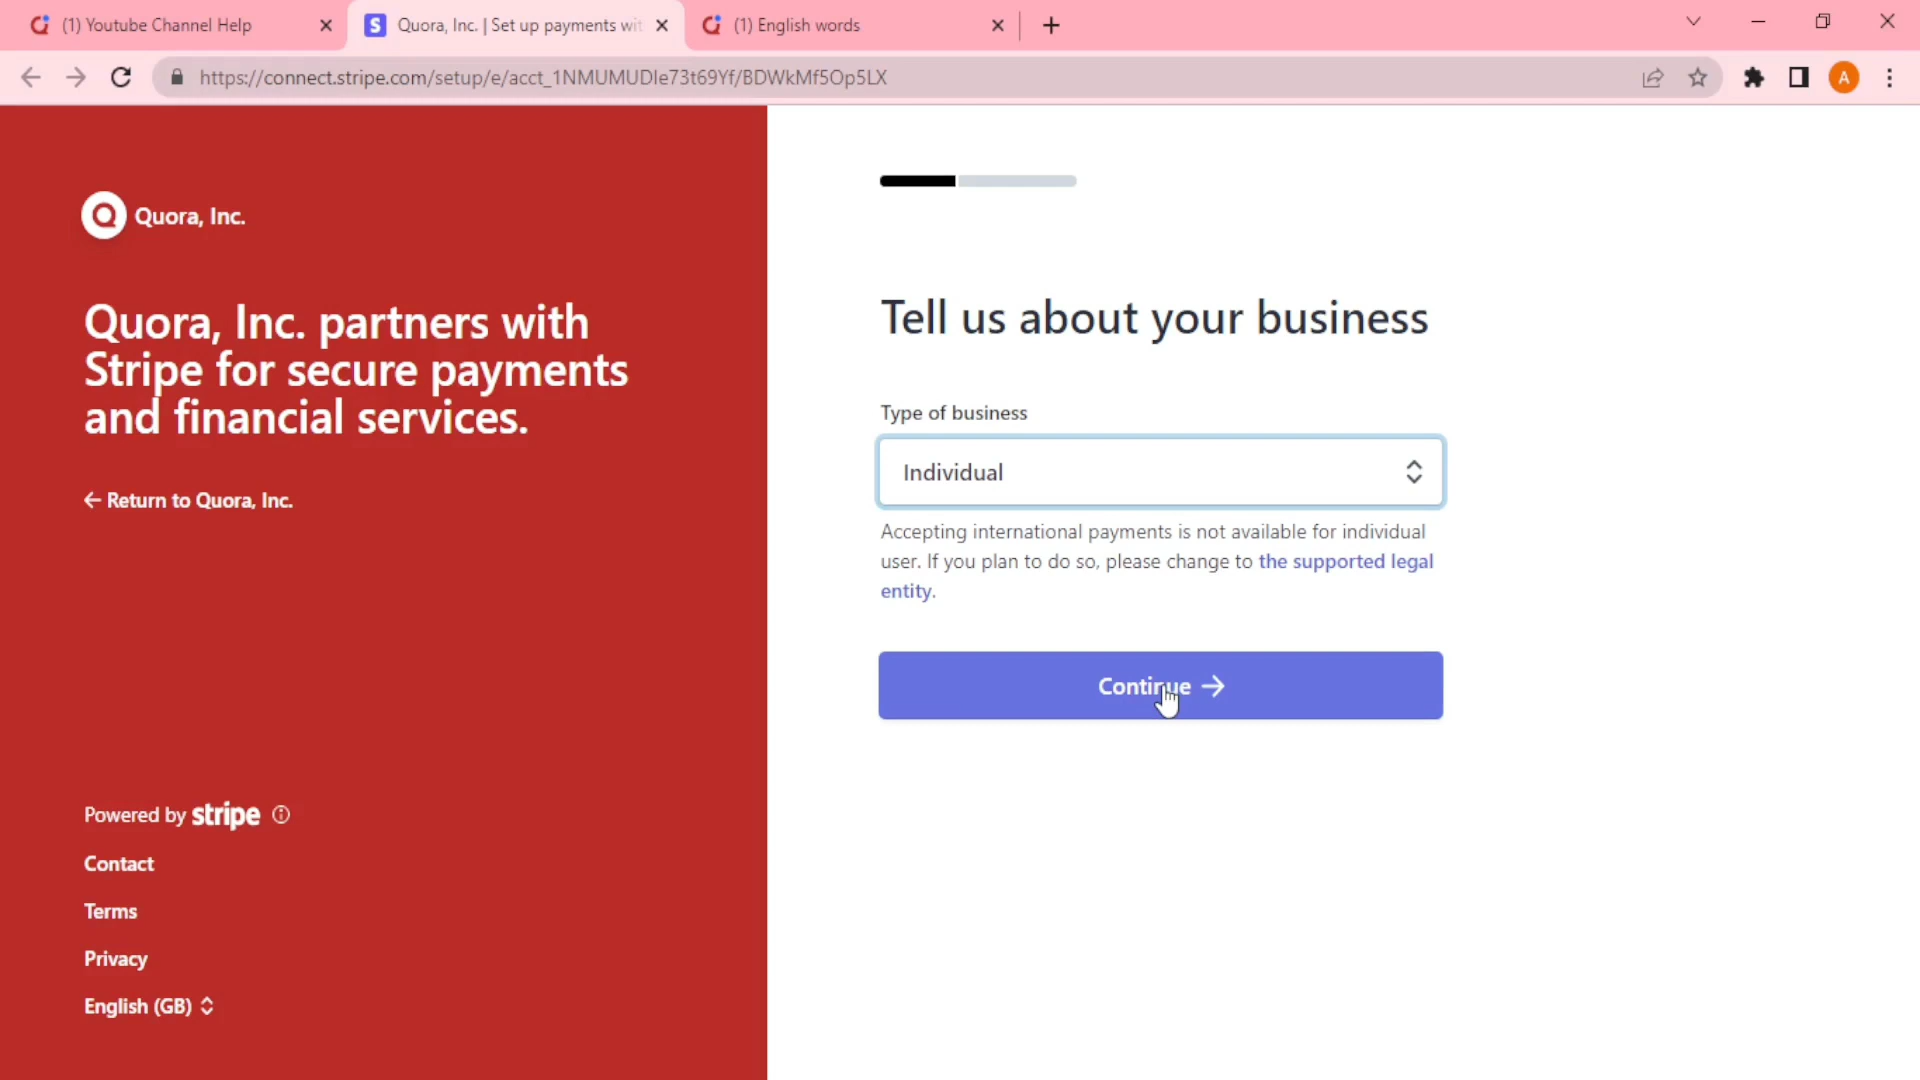 (1) Youtube Channel Help
Quora, Inc. | Set up payments wit
(1) English words
https://connect.stripe.com/setup/e/acct_1NMUMUDIe73t69Yf/BDWkMf5Op5LX
A
Quora, Inc.
Quora, Inc. partners with
Stripe for secure payments
and financial services.
← Return to Quora, Inc.
Powered by stripe
Contact
Terms
Privacy
English (GB)
Tell us about your business
Type of business
Individual
Accepting international payments is not available for individual
user. If you plan to do so, please change to the supported legal
entity.
Continue →